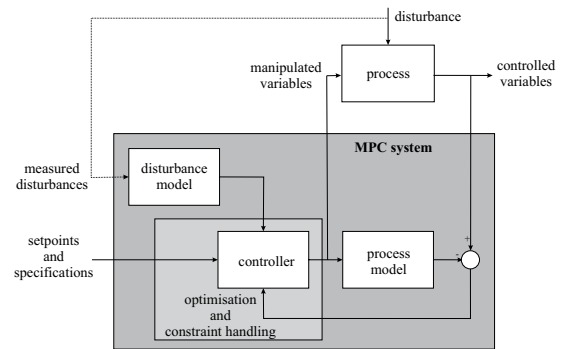 disturbance
manipulated
variables
process
controlled
variables
MPC system
measured
disturbances
disturbance
model
setpoints
and
specifications
controller
process
model
+
-
optimisation
and
constraint handling